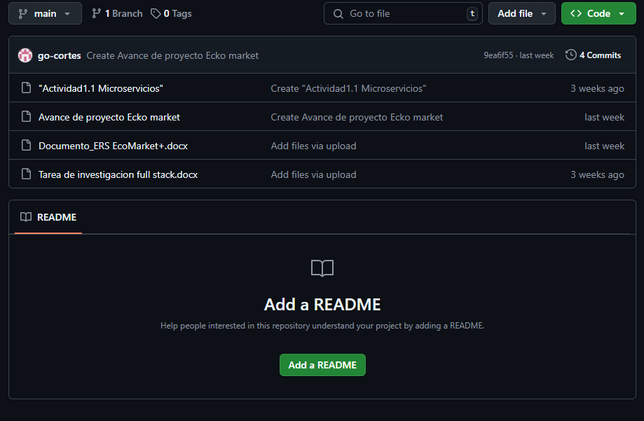 main 1 Branch 0 Tags Go to file t Add file Code
go-cortes Create Avance de proyecto Ecko market 9ea6f55 · last week 4 Commits
"Actividad1.1 Microservicios" Create "Actividad1.1 Microservicios" 3 weeks ago
Avance de proyecto Ecko market Create Avance de proyecto Ecko market last week
Documento_ERS EcoMarket+.docx Add files via upload last week
Tarea de investigacion full stack.docx Add files via upload 3 weeks ago
README
Add a README
Help people interested in this repository understand your project by adding a README.
Add a README